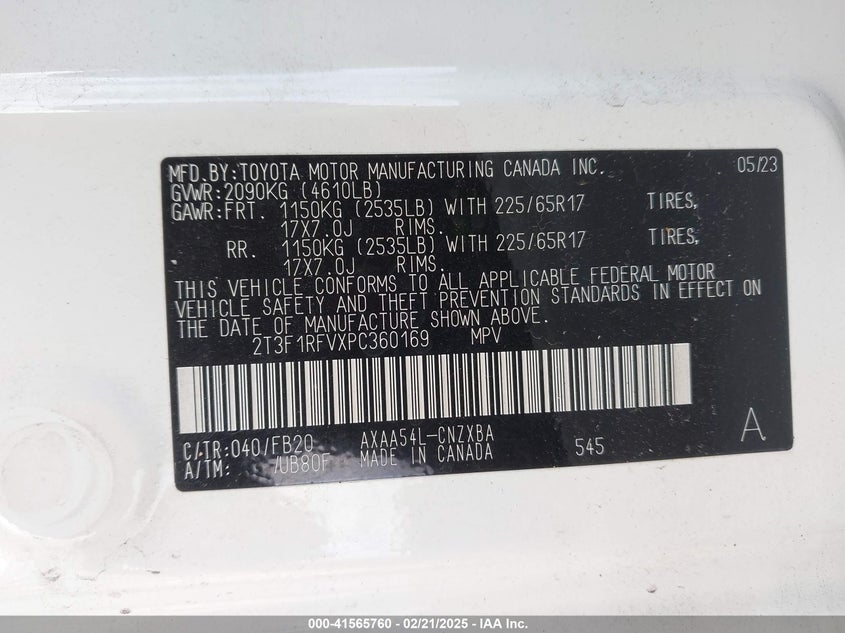 MFD.BY:TOYOTA MOTOR MANUFACTURING CANADA INC. 05/23
GVWR:2090KG (4610LB)
GAWR:FRT. 1150KG (2535LB) WITH 225/65R17 TIRES,
17X7.0J RIMS.
RR. 1150KG (2535LB) WITH 225/65R17 TIRES,
17X7.0J RIMS.
THIS VEHICLE CONFORMS TO ALL APPLICABLE FEDERAL MOTOR
VEHICLE SAFETY AND THEFT PREVENTION STANDARDS IN EFFECT ON
THE DATE OF MANUFACTURE SHOWN ABOVE.
2T3F1RFVXPC360169 MPV
C/TR:040/FB20 AXAA54L-CNZXBA A
A/TM: /UB80F MADE IN CANADA 545
000-41565760 — 02/21/2025 — IAA Inc.